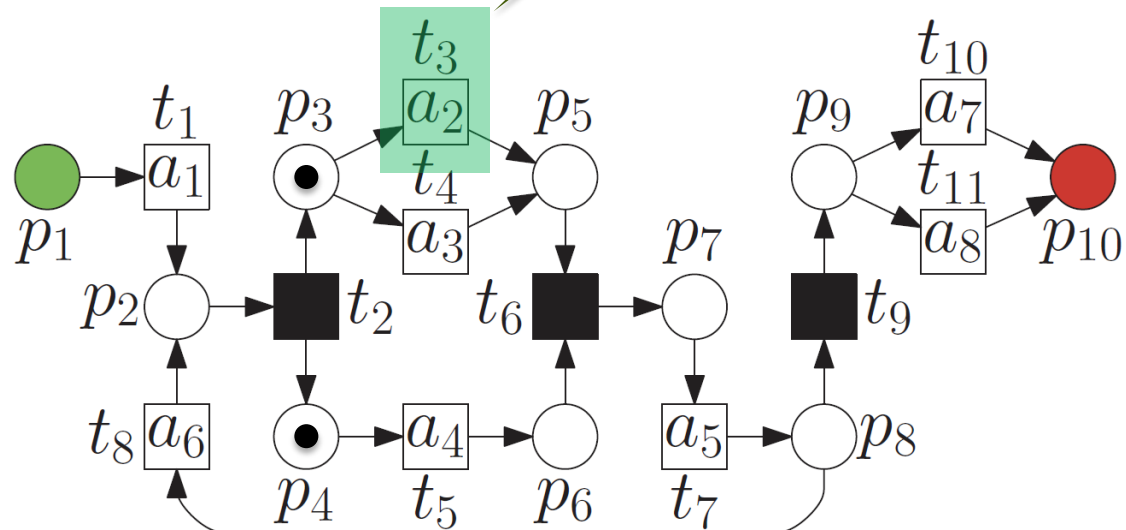 t3 t10
p3 a2 p5 p9 a7
t1 t4 t11
a1 a3 a8
p1 p7 p10
p2 t2 t6 t9
t8 a6 a4 a5 p8
p4 t5 p6 t7